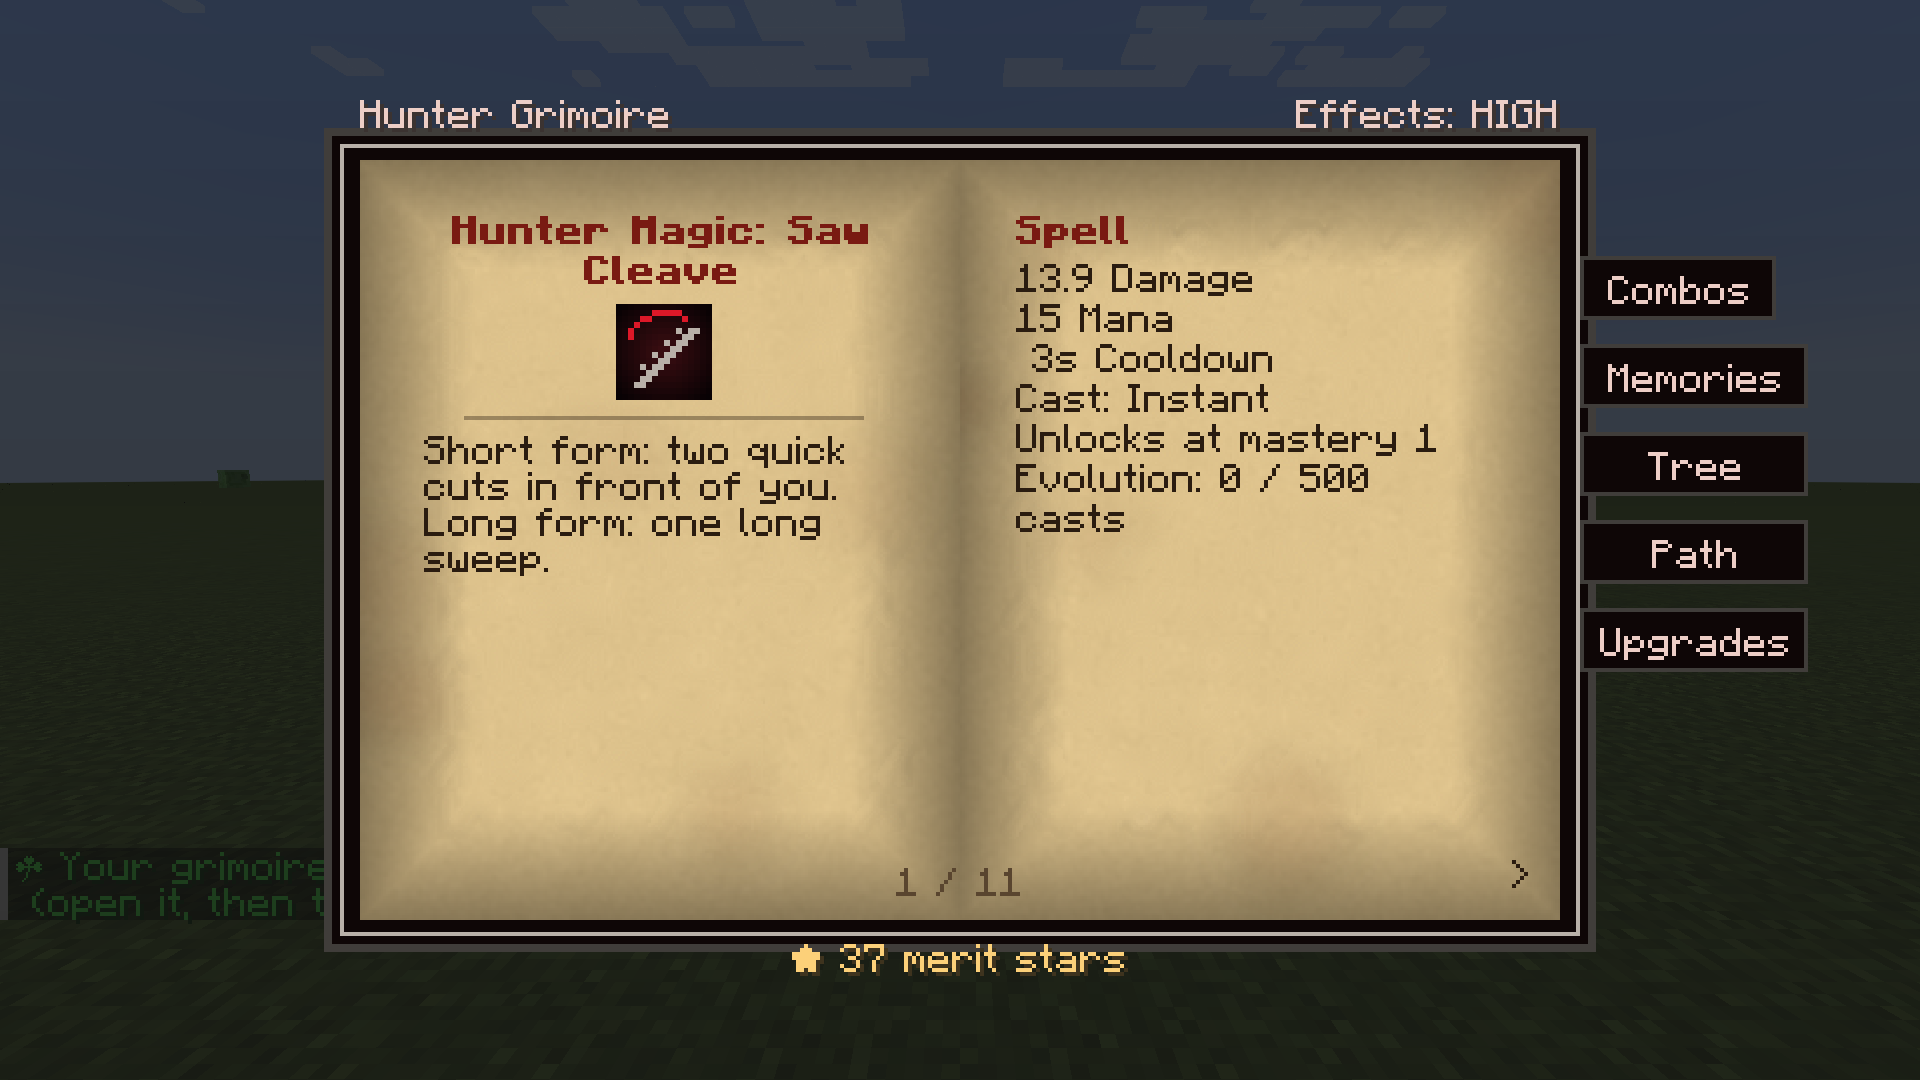 Hunter Grimoire
Effects: HIGH
Hunter Magic: Saw
Cleave
Short form: two quick
cuts in front of you.
Long form: one long
sweep.
Spell
13.9 Damage
15 Mana
3s Cooldown
Cast: Instant
Unlocks at mastery 1
Evolution: 0 / 500
casts
Combos
Memories
Tree
Path
Upgrades
☘ Your grimoire
(open it, then t
1 / 11
>
★ 37 merit stars